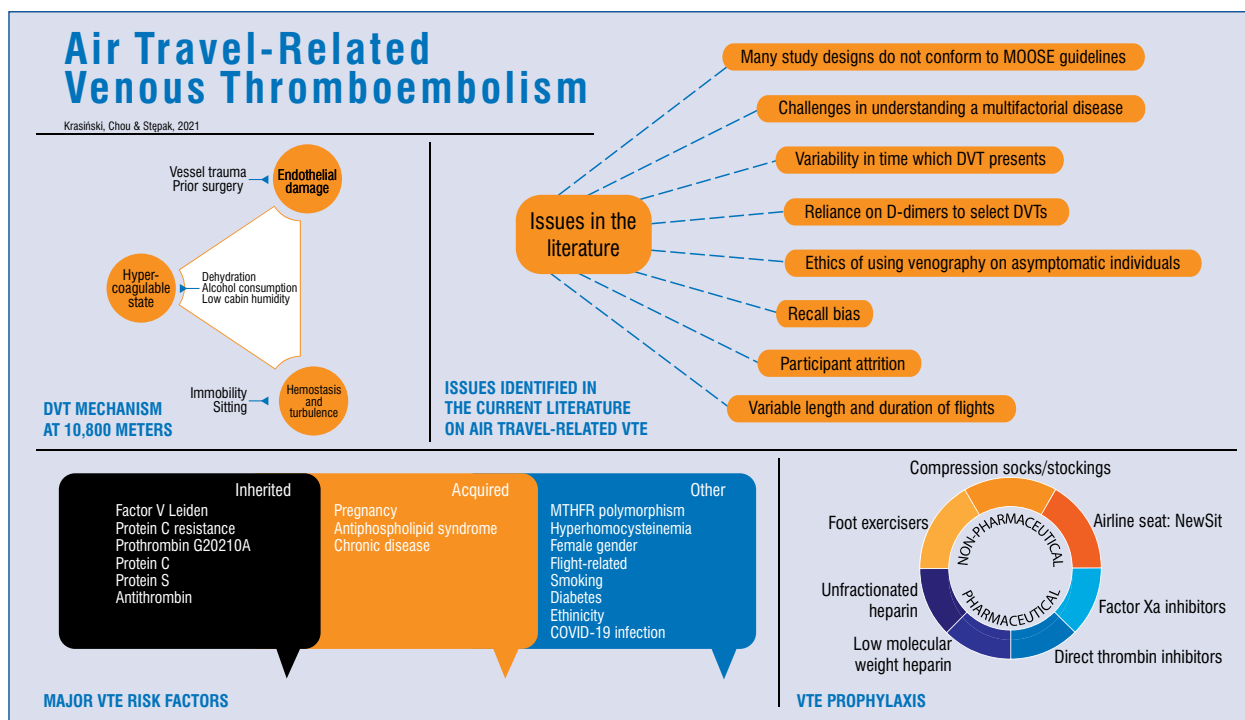 Air Travel-Related
Venous Thromboembolism
Krasiński, Chou & Stępak, 2021
Vessel trauma
Prior surgery
Endothelial
damage
Hyper-
coagulable
state
Dehydration
Alcohol consumption
Low cabin humidity
Immobility
Sitting
Hemostasis
and
turbulence
DVT MECHANISM
AT 10,800 METERS
Issues in the
literature
Many study designs do not conform to MOOSE guidelines
Challenges in understanding a multifactorial disease
Variability in time which DVT presents
Reliance on D-dimers to select DVTs
Ethics of using venography on asymptomatic individuals
Recall bias
Participant attrition
Variable length and duration of flights
ISSUES IDENTIFIED IN
THE CURRENT LITERATURE
ON AIR TRAVEL-RELATED VTE
Inherited
Factor V Leiden
Protein C resistance
Prothrombin G20210A
Protein C
Protein S
Antithrombin
Acquired
Pregnancy
Antiphospholipid syndrome
Chronic disease
Other
MTHFR polymorphism
Hyperhomocysteinemia
Female gender
Flight-related
Smoking
Diabetes
Ethinicity
COVID-19 infection
MAJOR VTE RISK FACTORS
Compression socks/stockings
Foot exercisers
Airline seat: NewSit
NON-PHARMACEUTICAL
PHARMACEUTICAL
Unfractionated
heparin
Factor Xa inhibitors
Low molecular
weight heparin
Direct thrombin inhibitors
VTE PROPHYLAXIS